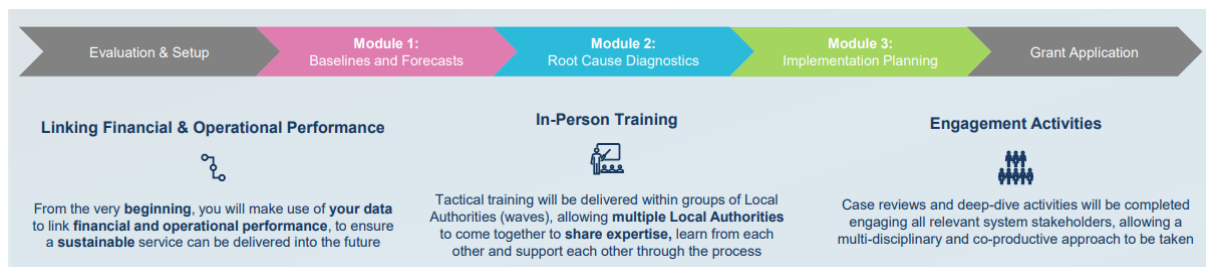 Evaluation & Setup
Module 1:
Baselines and Forecasts
Module 2:
Root Cause Diagnostics
Module 3:
Implementation Planning
Grant Application
Linking Financial & Operational Performance
From the very beginning, you will make use of your data
to link financial and operational performance, to ensure
a sustainable service can be delivered into the future
In-Person Training
Tactical training will be delivered within groups of Local
Authorities (waves), allowing multiple Local Authorities
to come together to share expertise, learn from each
other and support each other through the process
Engagement Activities
Case reviews and deep-dive activities will be completed
engaging all relevant system stakeholders, allowing a
multi-disciplinary and co-productive approach to be taken